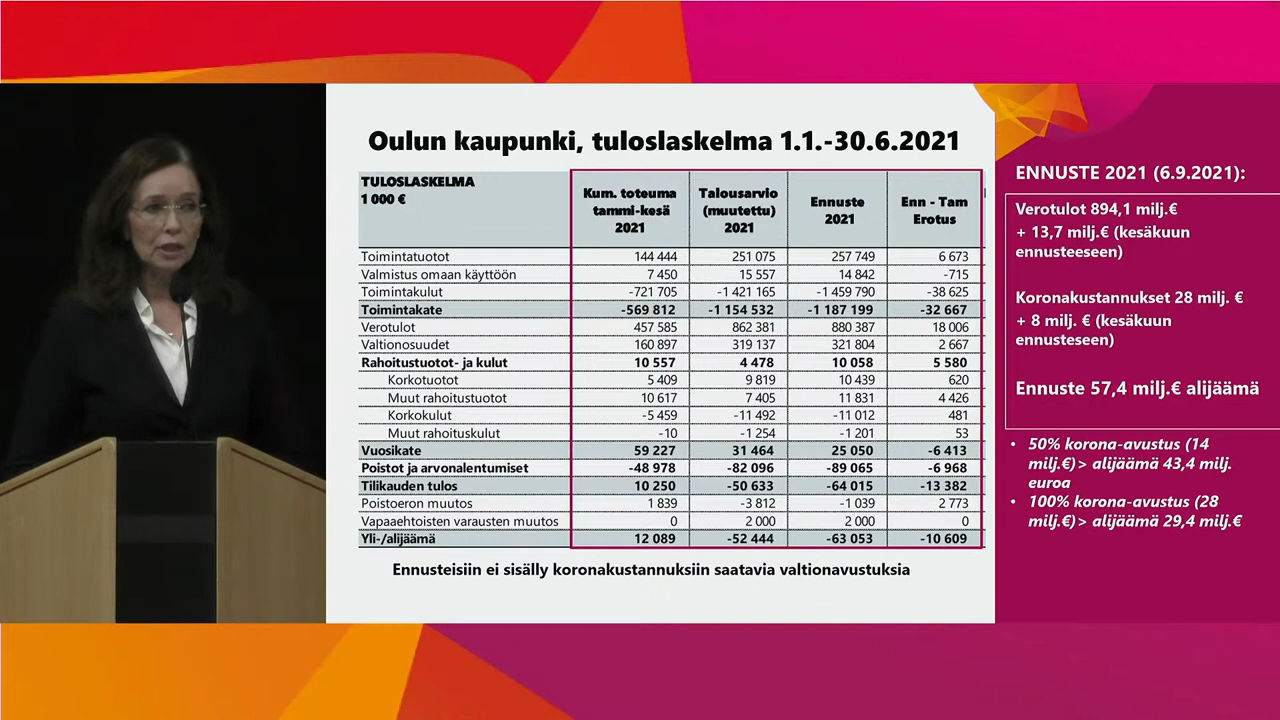 Oulun kaupunki, tuloslaskelma 1.1.-30.6.2021
TULOSLASKELMA
1 000 €
Kum. toteuma
tammi-kesä
2021
Talousarvio
(muutettu)
2021
Ennuste
2021
Enn - Tam
Erotus
Toimintatuotot 144 444 251 075 257 749 6 673
Valmistus omaan käyttöön 7 450 15 557 14 842 -715
Toimintakulut -721 705 -1 421 165 -1 459 790 -38 625
Toimintakate -569 812 -1 154 532 -1 187 199 -32 667
Verotulot 457 585 862 381 880 387 18 006
Valtionosuudet 160 897 319 137 321 804 2 667
Rahoitustuotot- ja kulut 10 557 4 478 10 058 5 580
Korkotuotot 5 409 9 819 10 439 620
Muut rahoitustuotot 10 617 7 405 11 831 4 426
Korkokulut -5 459 -11 492 -11 012 481
Muut rahoituskulut -10 -1 254 -1 201 53
Vuosikate 59 227 31 464 25 050 -6 413
Poistot ja arvonalentumiset -48 978 -82 096 -89 065 -6 968
Tilikauden tulos 10 250 -50 633 -64 015 -13 382
Poistoeron muutos 1 839 -3 812 -1 039 2 773
Vapaaehtoisten varausten muutos 0 2 000 2 000 0
Yli-/alijäämä 12 089 -52 444 -63 053 -10 609
Ennusteisiin ei sisälly koronakustannuksiin saatavia valtionavustuksia
ENNUSTE 2021 (6.9.2021):
Verotulot 894,1 milj.€
+ 13,7 milj.€ (kesäkuun
ennusteeseen)
Koronakustannukset 28 milj. €
+ 8 milj. € (kesäkuun
ennusteseen)
Ennuste 57,4 milj.€ alijäämä
• 50% korona-avustus (14
milj.€)> alijäämä 43,4 milj.
euroa
• 100% korona-avustus (28
milj.€)> alijäämä 29,4 milj.€